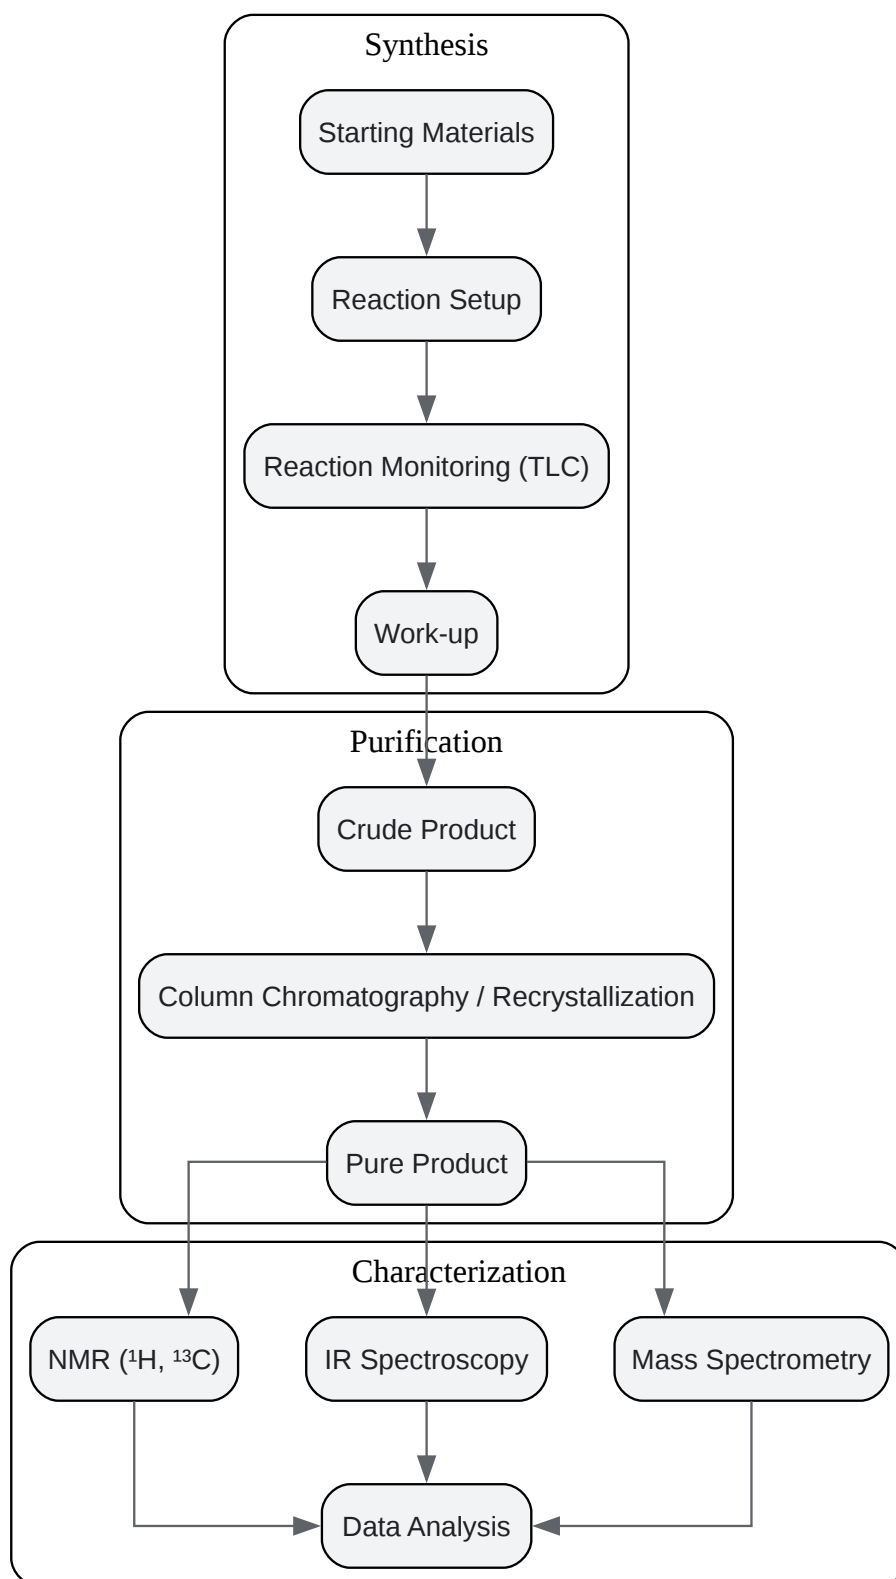 Synthesis
Starting Materials
Reaction Setup
Reaction Monitoring (TLC)
Work-up
Purification
Crude Product
Column Chromatography / Recrystallization
Pure Product
Characterization
NMR (¹H, ¹³C)
IR Spectroscopy
Mass Spectrometry
Data Analysis